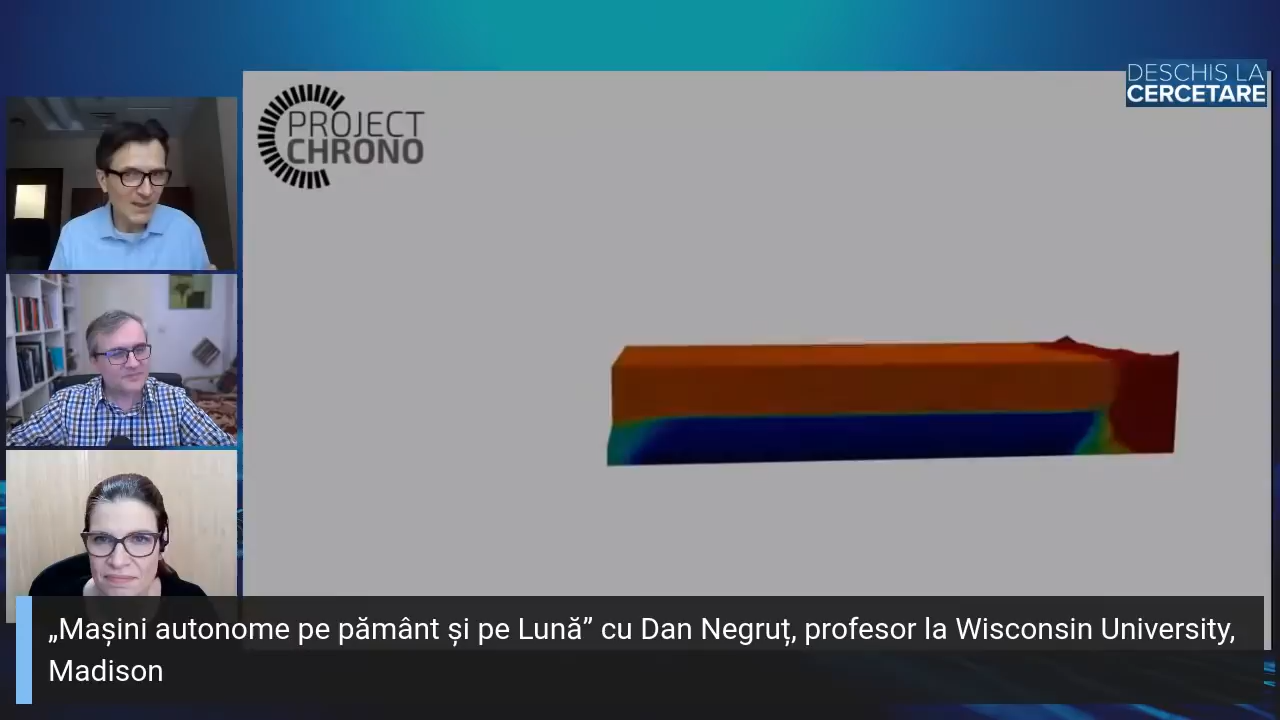 PROJECT
CHRONO
DESCHIS LA
CERCETARE
„Mașini autonome pe pământ și pe Lună” cu Dan Negruț, profesor la Wisconsin University,
Madison